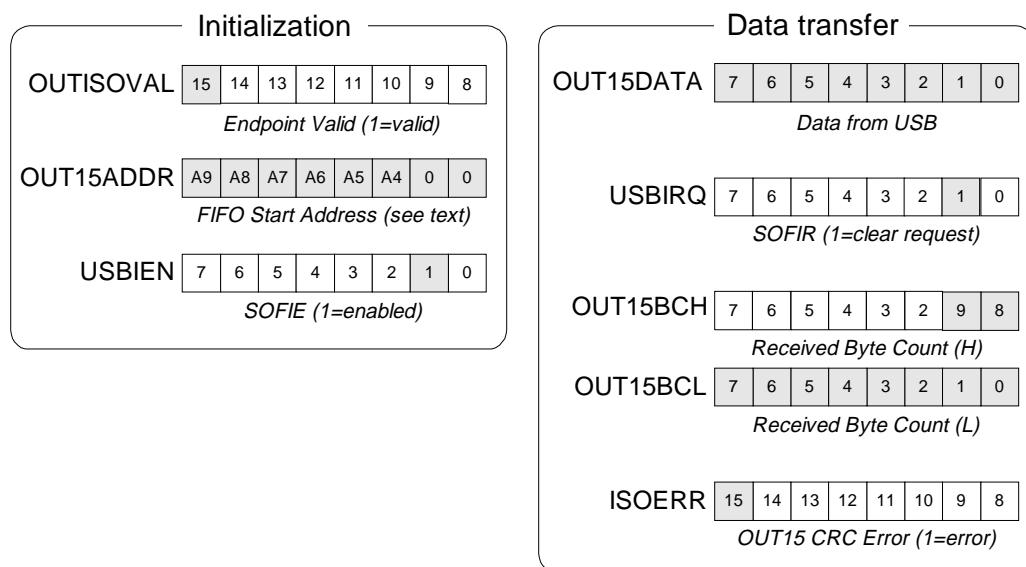 Initialization
OUTISOVAL 15 14 13 12 11 10 9 8
Endpoint Valid (1=valid)
OUT15ADDR A9 A8 A7 A6 A5 A4 0 0
FIFO Start Address (see text)
USBIEN 7 6 5 4 3 2 1 0
SOFIE (1=enabled)
Data transfer
OUT15DATA 7 6 5 4 3 2 1 0
Data from USB
USBIRQ 7 6 5 4 3 2 1 0
SOFIR (1=clear request)
OUT15BCH 7 6 5 4 3 2 9 8
Received Byte Count (H)
OUT15BCL 7 6 5 4 3 2 1 0
Received Byte Count (L)
ISOERR 15 14 13 12 11 10 9 8
OUT15 CRC Error (1=error)